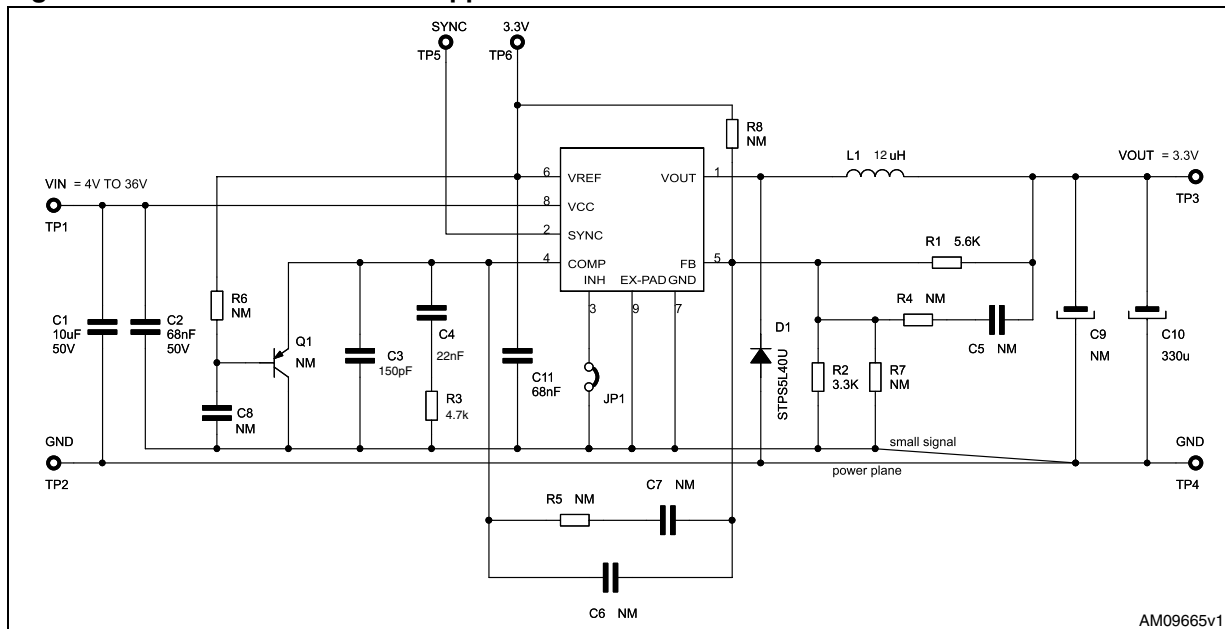 SYNC
3.3V
TP5
TP6
R8
NM
L1 12 uH
VOUT = 3.3V
VIN = 4V TO 36V
6
VREF
VOUT
1
TP3
TP1
8
VCC
2
SYNC
R1 5.6K
4
COMP
FB
5
INH
EX-PAD
GND
R4 NM
3
9
7
R6
NM
C1
10uF
50V
C2
68nF
50V
Q1
NM
C4
22nF
D1
STPS5L40U
C5 NM
C9
NM
C10
330u
C3
150pF
C11
68nF
R2
3.3K
R7
NM
R3
4.7k
JP1
C8
NM
GND
small signal
GND
power plane
TP2
TP4
R5 NM
C7 NM
C6 NM
AM09665v1